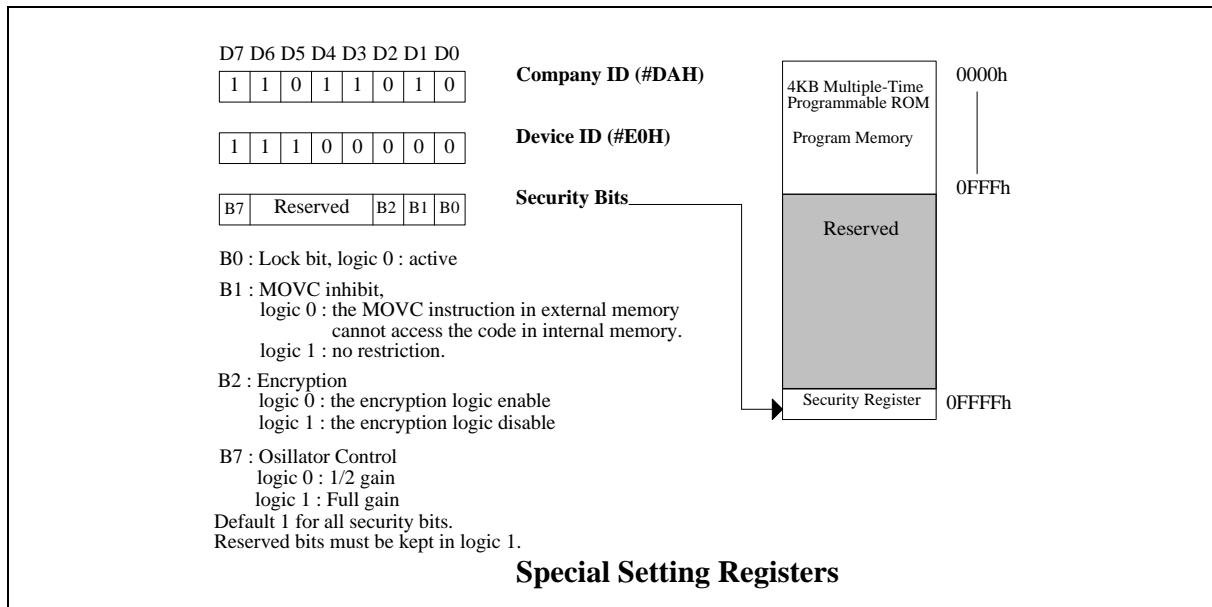 D7 D6 D5 D4 D3 D2 D1 D0
1 1 0 1 1 0 1 0
Company ID (#DAH)
1 1 1 0 0 0 0 0
Device ID (#E0H)
B7 Reserved B2 B1 B0
Security Bits
B0 : Lock bit, logic 0 : active
B1 : MOVC inhibit,
logic 0 : the MOVC instruction in external memory
cannot access the code in internal memory.
logic 1 : no restriction.
B2 : Encryption
logic 0 : the encryption logic enable
logic 1 : the encryption logic disable
B7 : Osillator Control
logic 0 : 1/2 gain
logic 1 : Full gain
Default 1 for all security bits.
Reserved bits must be kept in logic 1.
4KB Multiple-Time
Programmable ROM
Program Memory
0000h
0FFFh
Reserved
Security Register
0FFFFh
Special Setting Registers